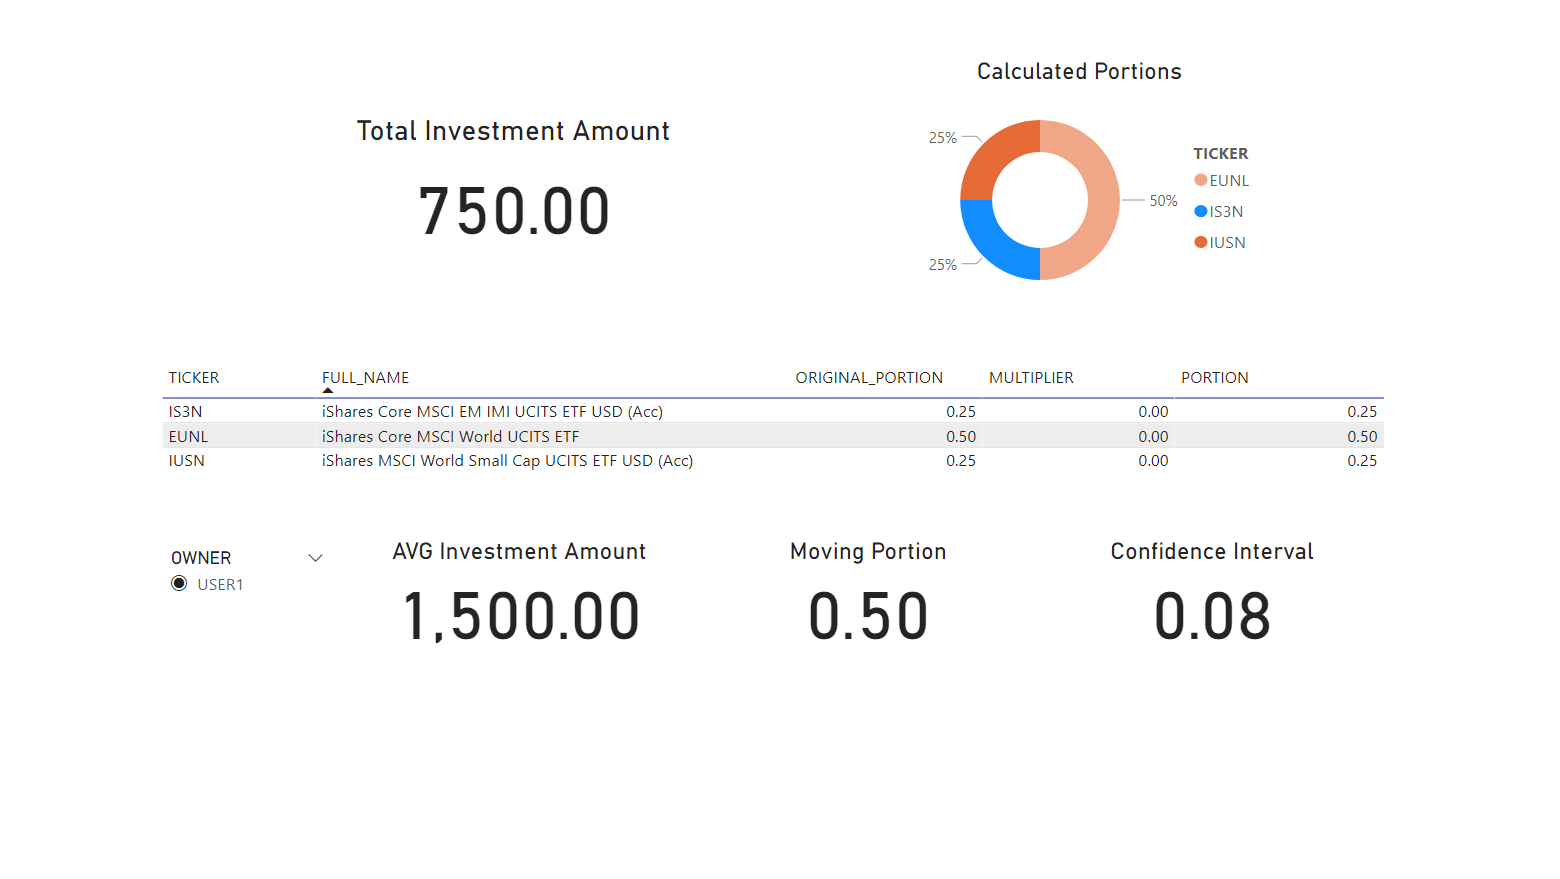 Calculated Portions
Total Investment Amount
750.00
25%
25%
50%
TICKER
EUNL
IS3N
IUSN
TICKER FULL_NAME ORIGINAL_PORTION MULTIPLIER PORTION
IS3N iShares Core MSCI EM IMI UCITS ETF USD (Acc) 0.25 0.00 0.25
EUNL iShares Core MSCI World UCITS ETF 0.50 0.00 0.50
IUSN iShares MSCI World Small Cap UCITS ETF USD (Acc) 0.25 0.00 0.25
OWNER
USER1
AVG Investment Amount
1,500.00
Moving Portion
0.50
Confidence Interval
0.08